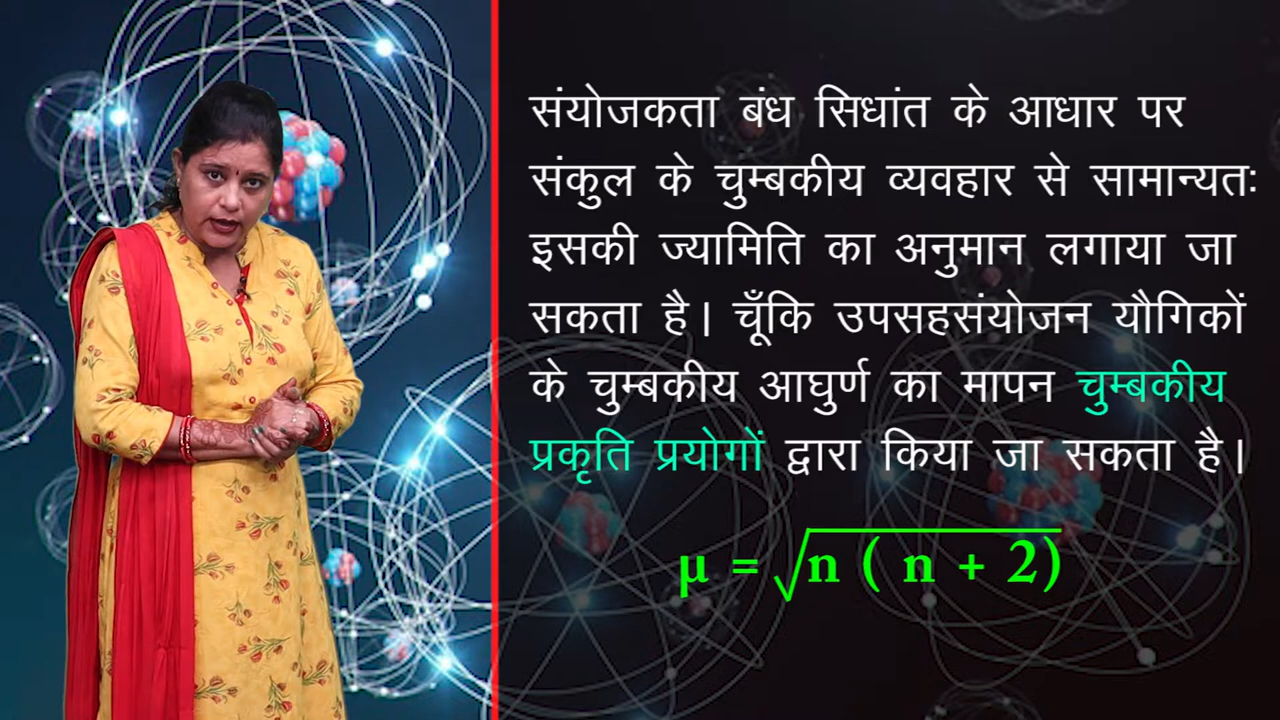 संयोजकता बंध सिधांत के आधार पर
संकुल के चुम्बकीय व्यवहार से सामान्यतः
इसकी ज्यामिति का अनुमान लगाया जा
सकता है। चूँकि उपसहसंयोजन यौगिकों
के चुम्बकीय आघुर्ण का मापन चुम्बकीय
प्रकृति प्रयोगों द्वारा किया जा सकता है।
μ = √n ( n + 2)